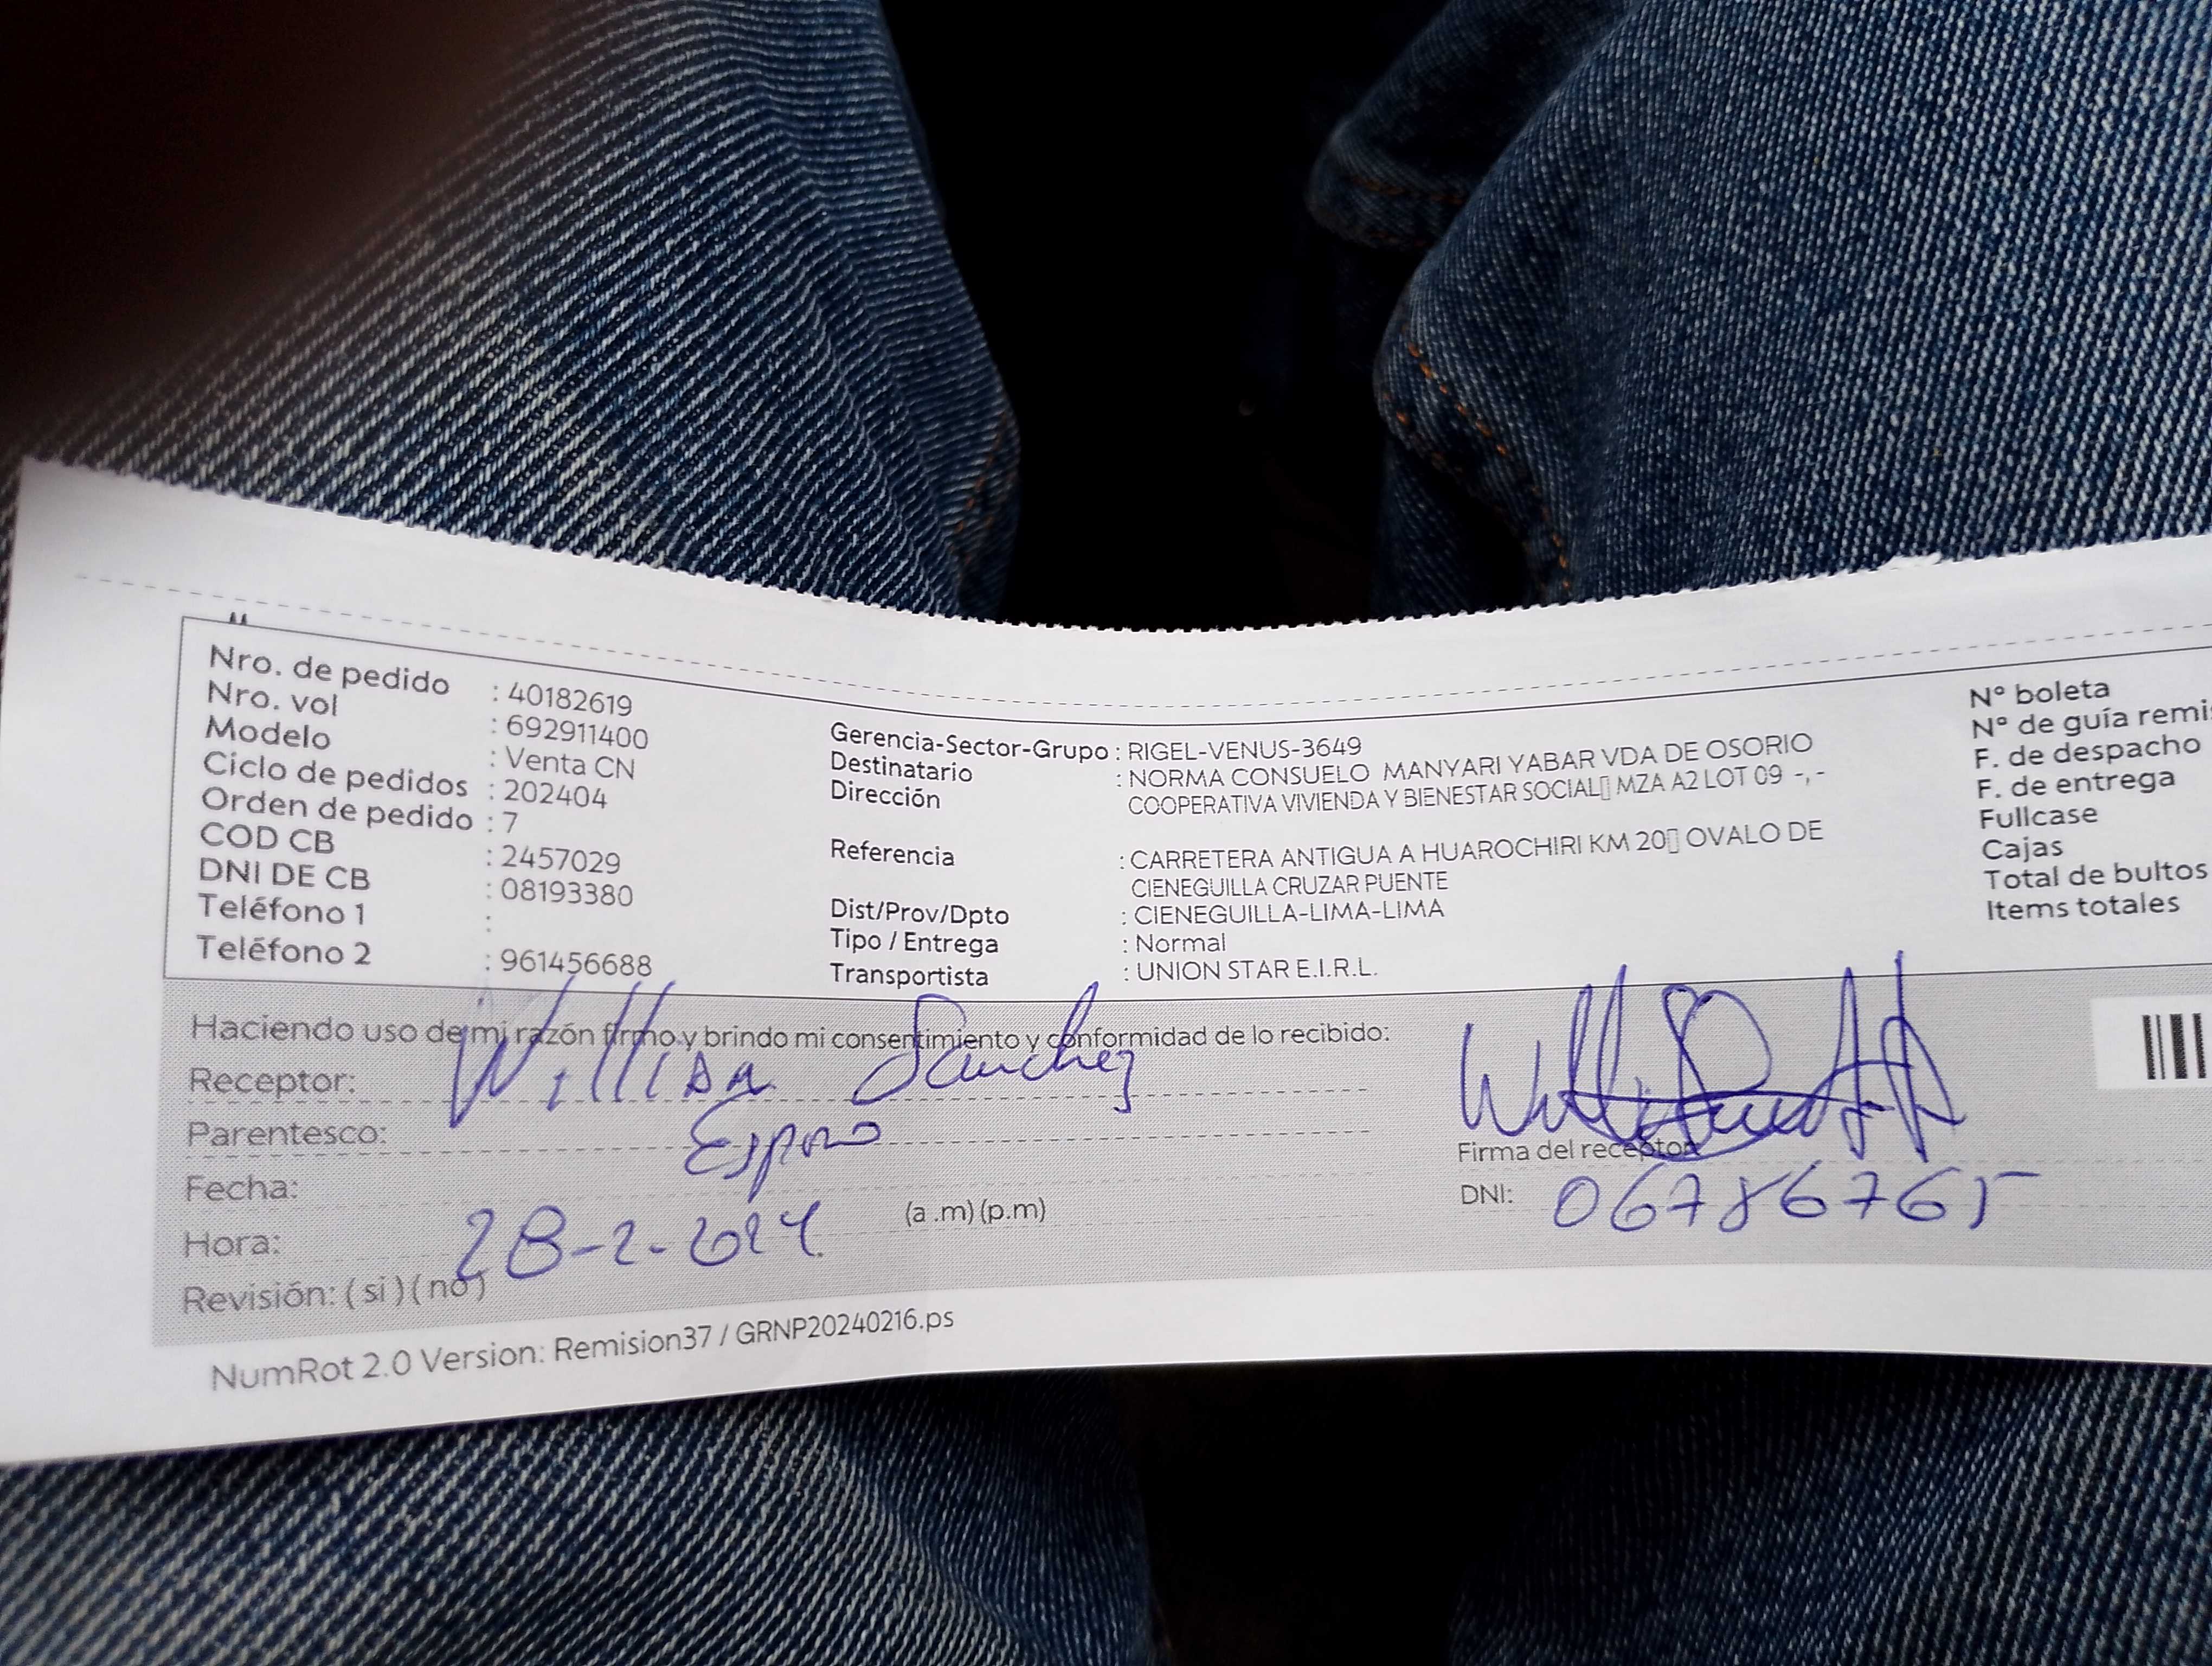 Nro. de pedido : 40182619
Nro. vol : 692911400
Modelo : Venta CN
Ciclo de pedidos : 202404
Orden de pedido : 7
COD CB : 2457029
DNI DE CB : 08193380
Teléfono 1 :
Teléfono 2 : 961456688
Gerencia-Sector-Grupo : RIGEL-VENUS-3649
Destinatario : NORMA CONSUELO MANYARI YABAR VDA DE OSORIO
Dirección COOPERATIVA VIVIENDA Y BIENESTAR SOCIAL▯ MZA A2 LOT 09 -,-
Referencia : CARRETERA ANTIGUA A HUAROCHIRI KM 20▯ OVALO DE
CIENEGUILLA CRUZAR PUENTE
Dist/Prov/Dpto : CIENEGUILLA-LIMA-LIMA
Tipo / Entrega : Normal
Transportista : UNION STAR E.I.R.L.
N° boleta
N° de guía remi
F. de despacho
F. de entrega
Fullcase
Cajas
Total de bultos
Items totales
Haciendo uso de mi razón firmo y brindo mi consentimiento y conformidad de lo recibido:
Receptor: Sanchez
Parentesco: Esposo
Fecha: 28-2-2024
Hora: (a .m) (p.m)
Revisión: ( si ) ( no )
Firma del receptor
DNI: 06786765
NumRot 2.0 Version: Remision37 / GRNP20240216.ps